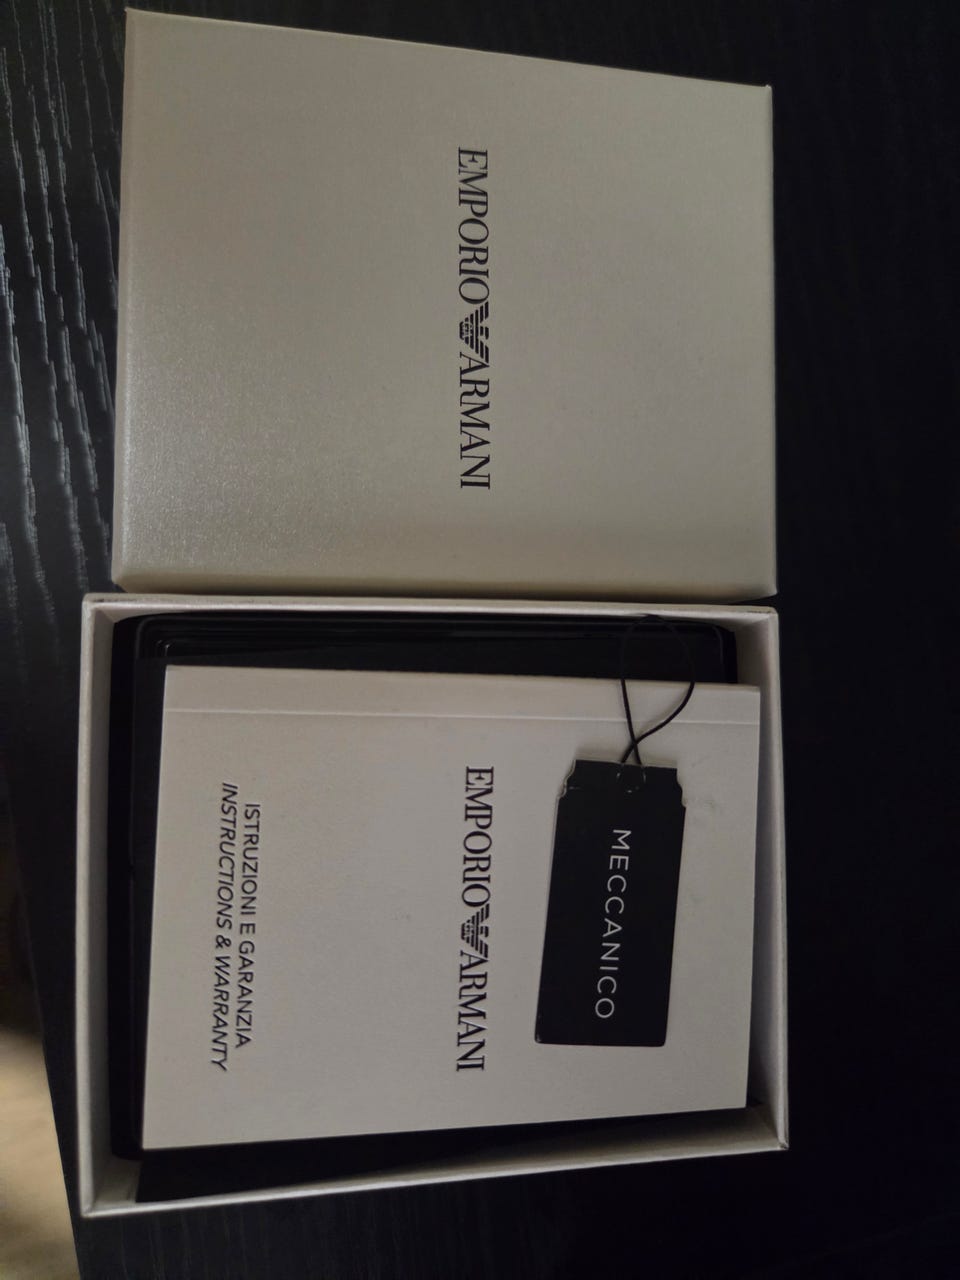 EMPORIO ARMANI
MECCANICO
EMPORIO ARMANI
ISTRUZIONI E GARANZIA
INSTRUCTIONS & WARRANTY